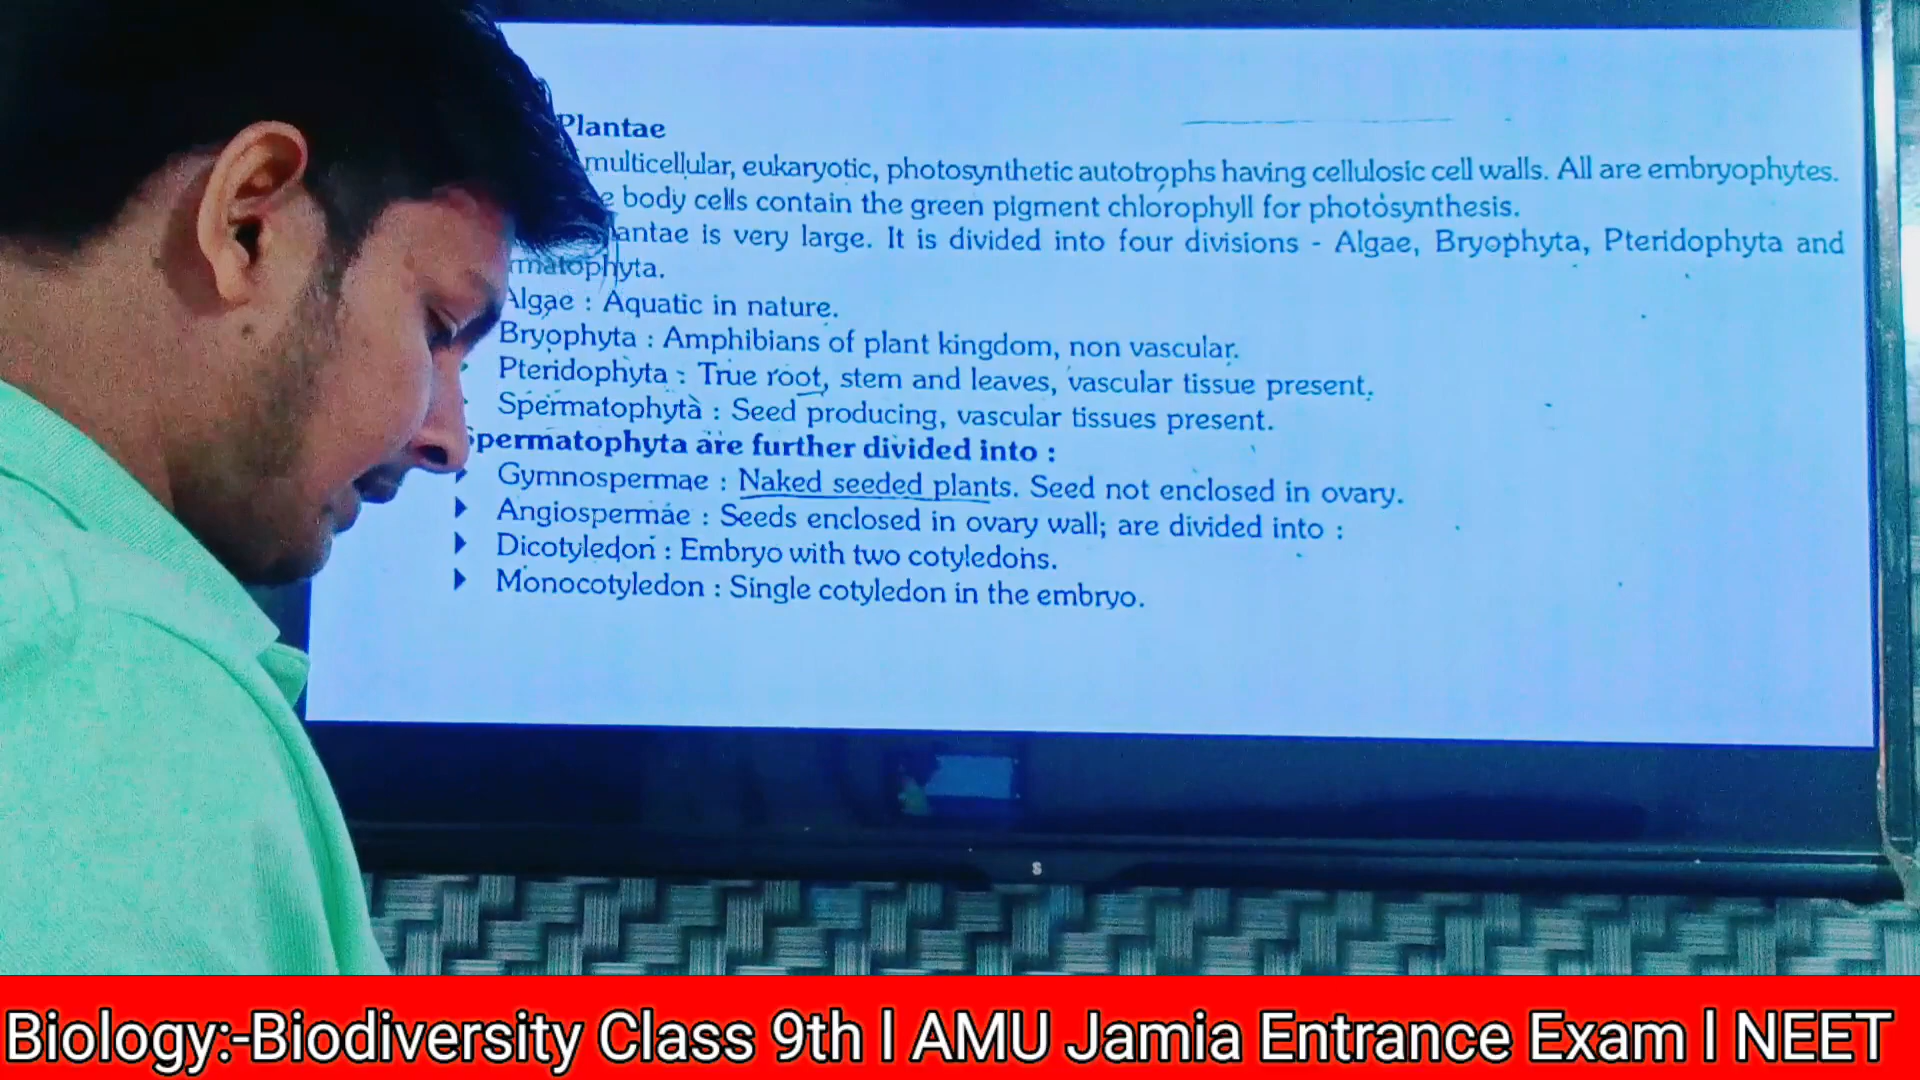 Plantae
multicellular, eukaryotic, photosynthetic autotrophs having cellulosic cell walls. All are embryophytes.
body cells contain the green pigment chlorophyll for photosynthesis.
is very large. It is divided into four divisions - Algae, Bryophyta, Pteridophyta and
Algae : Aquatic in nature.
Bryophyta : Amphibians of plant kingdom, non vascular.
Pteridophyta : True root, stem and leaves, vascular tissue present.
Spermatophyta : Seed producing, vascular tissues present.
Spermatophyta are further divided into :
Gymnospermae : Naked seeded plants. Seed not enclosed in ovary.
Angiospermae : Seeds enclosed in ovary wall; are divided into :
Dicotyledon : Embryo with two cotyledons.
Monocotyledon : Single cotyledon in the embryo.
S
Biology:-Biodiversity Class 9th l AMU Jamia Entrance Exam l NEET